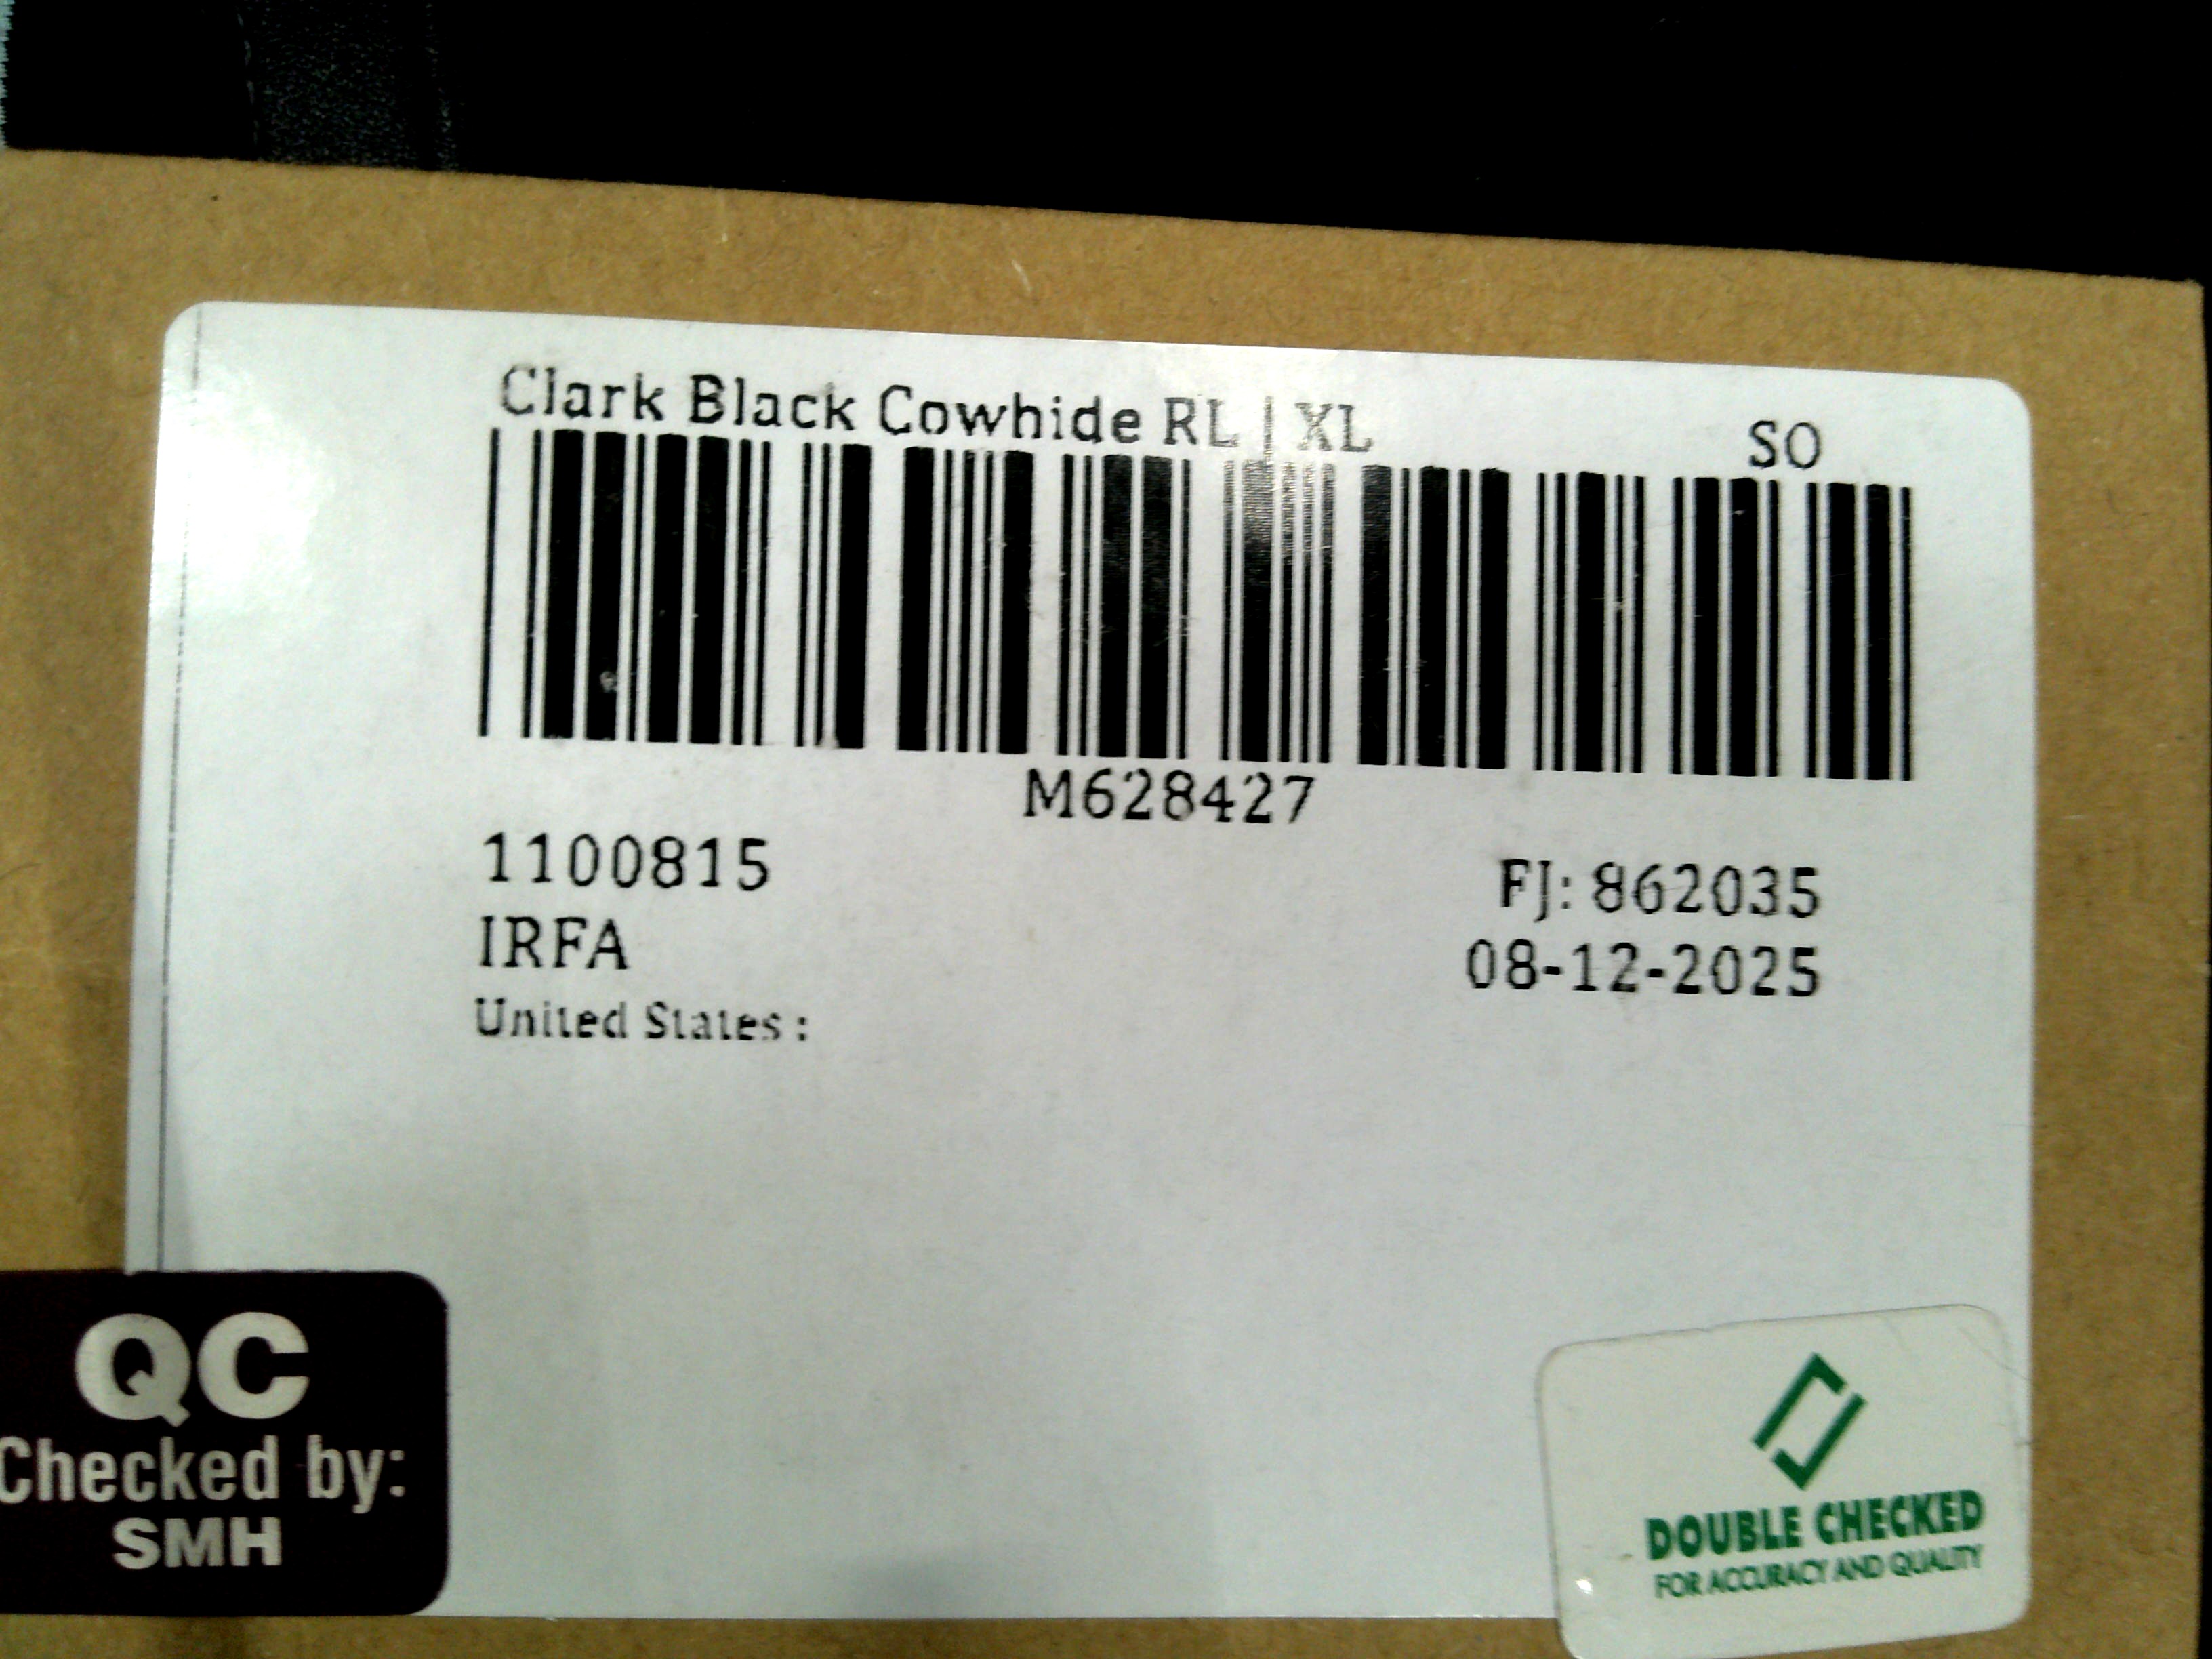 Clark Black Cowhide RL | XL
SO
M628427
1100815
FJ: 862035
IRFA
08-12-2025
United States :
QC
Checked by:
SMH
DOUBLE CHECKED
FOR ACCURACY AND QUALITY